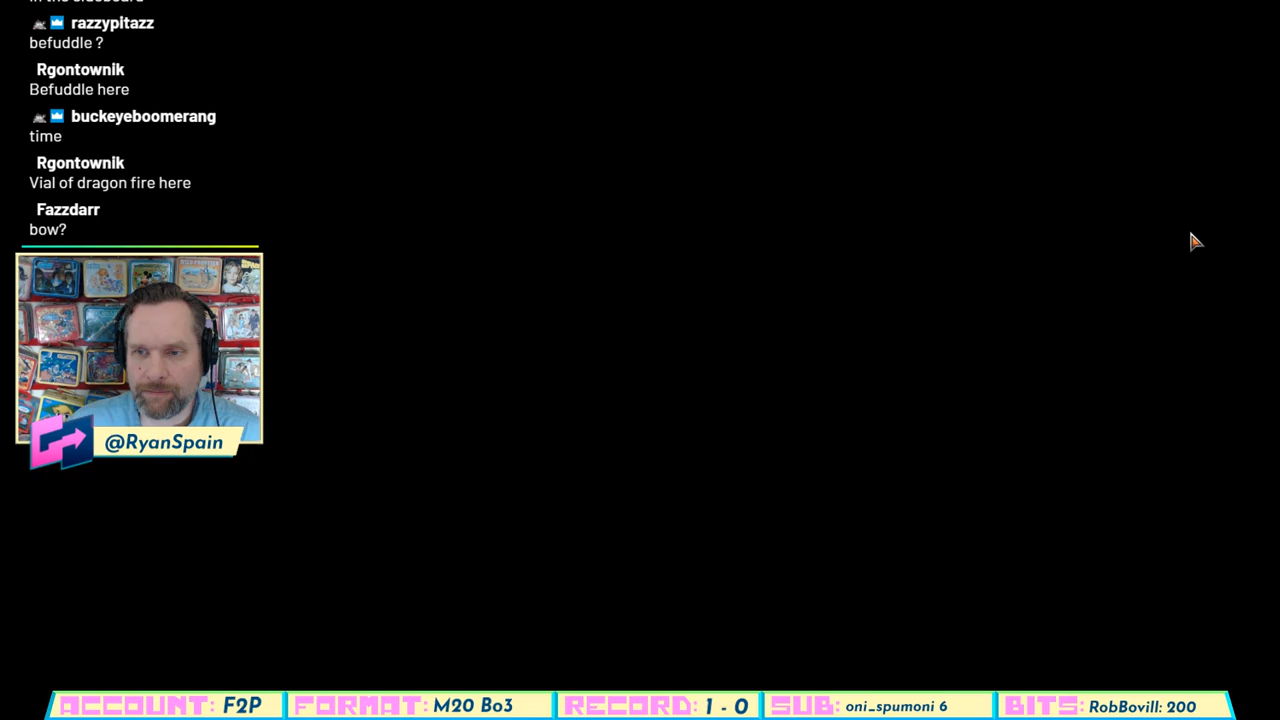 razzypitazz
befuddle ?
Rgontownik
Befuddle here
buckeyeboomerang
time
Rgontownik
Vial of dragon fire here
Fazzdarr
bow?
@RyanSpain
ACCOUNT: F2P
FORMAT: M20 Bo3
RECORD: 1 - 0
SUB: oni_spumoni 6
BITS: RobBovill: 200